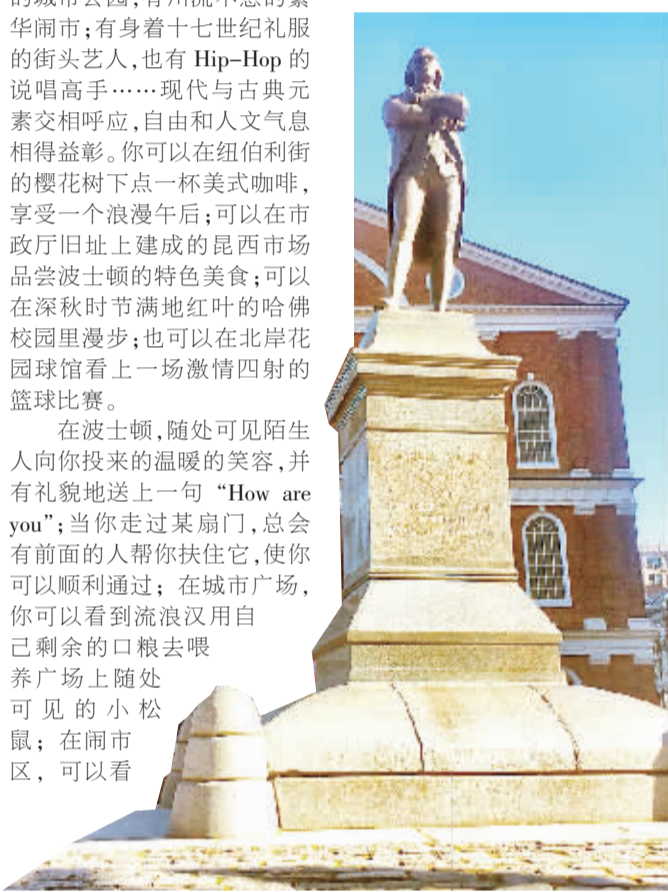 的城市公园,有川流不息的繁
华闹市;有身着十七世纪礼服
的街头艺人,也有 Hip-Hop 的
说唱高手……现代与古典元
素交相呼应,自由和人文气息
相得益彰。你可以在纽伯利街
的樱花树下点一杯美式咖啡,
享受一个浪漫午后;可以在市
政厅旧址上建成的昆西市场
品尝波士顿的特色美食;可以
在深秋时节满地红叶的哈佛
校园里漫步;也可以在北岸花
园球馆看上一场激情四射的
篮球比赛。
在波士顿,随处可见陌生
人向你投来的温暖的笑容,并
有礼貌地送上一句 “How are
you”;当你走过某扇门,总会
有前面的人帮你扶住它,使你
可以顺利通过; 在城市广场,
你可以看到流浪汉用自
己剩余的口粮去喂
养广场上随处
可见的小松
鼠; 在闹市
区, 可以看